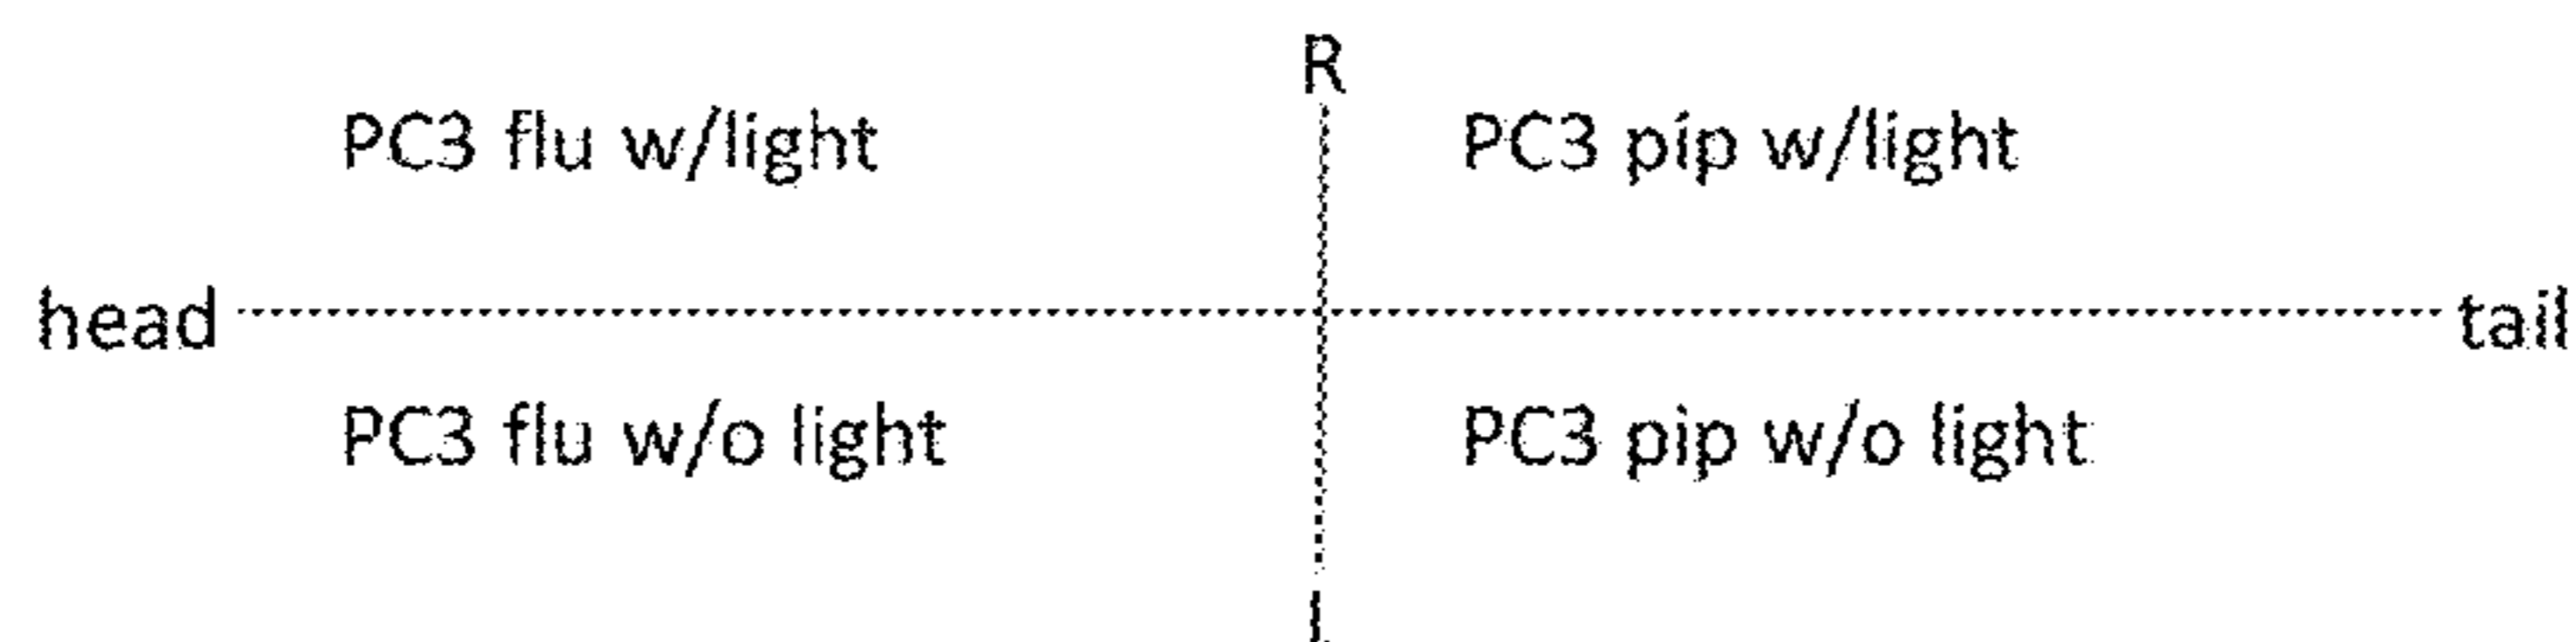 R
PC3 flu w/light PC3 pip w/light
head tail
PC3 flu w/o light PC3 pip w/o light
L